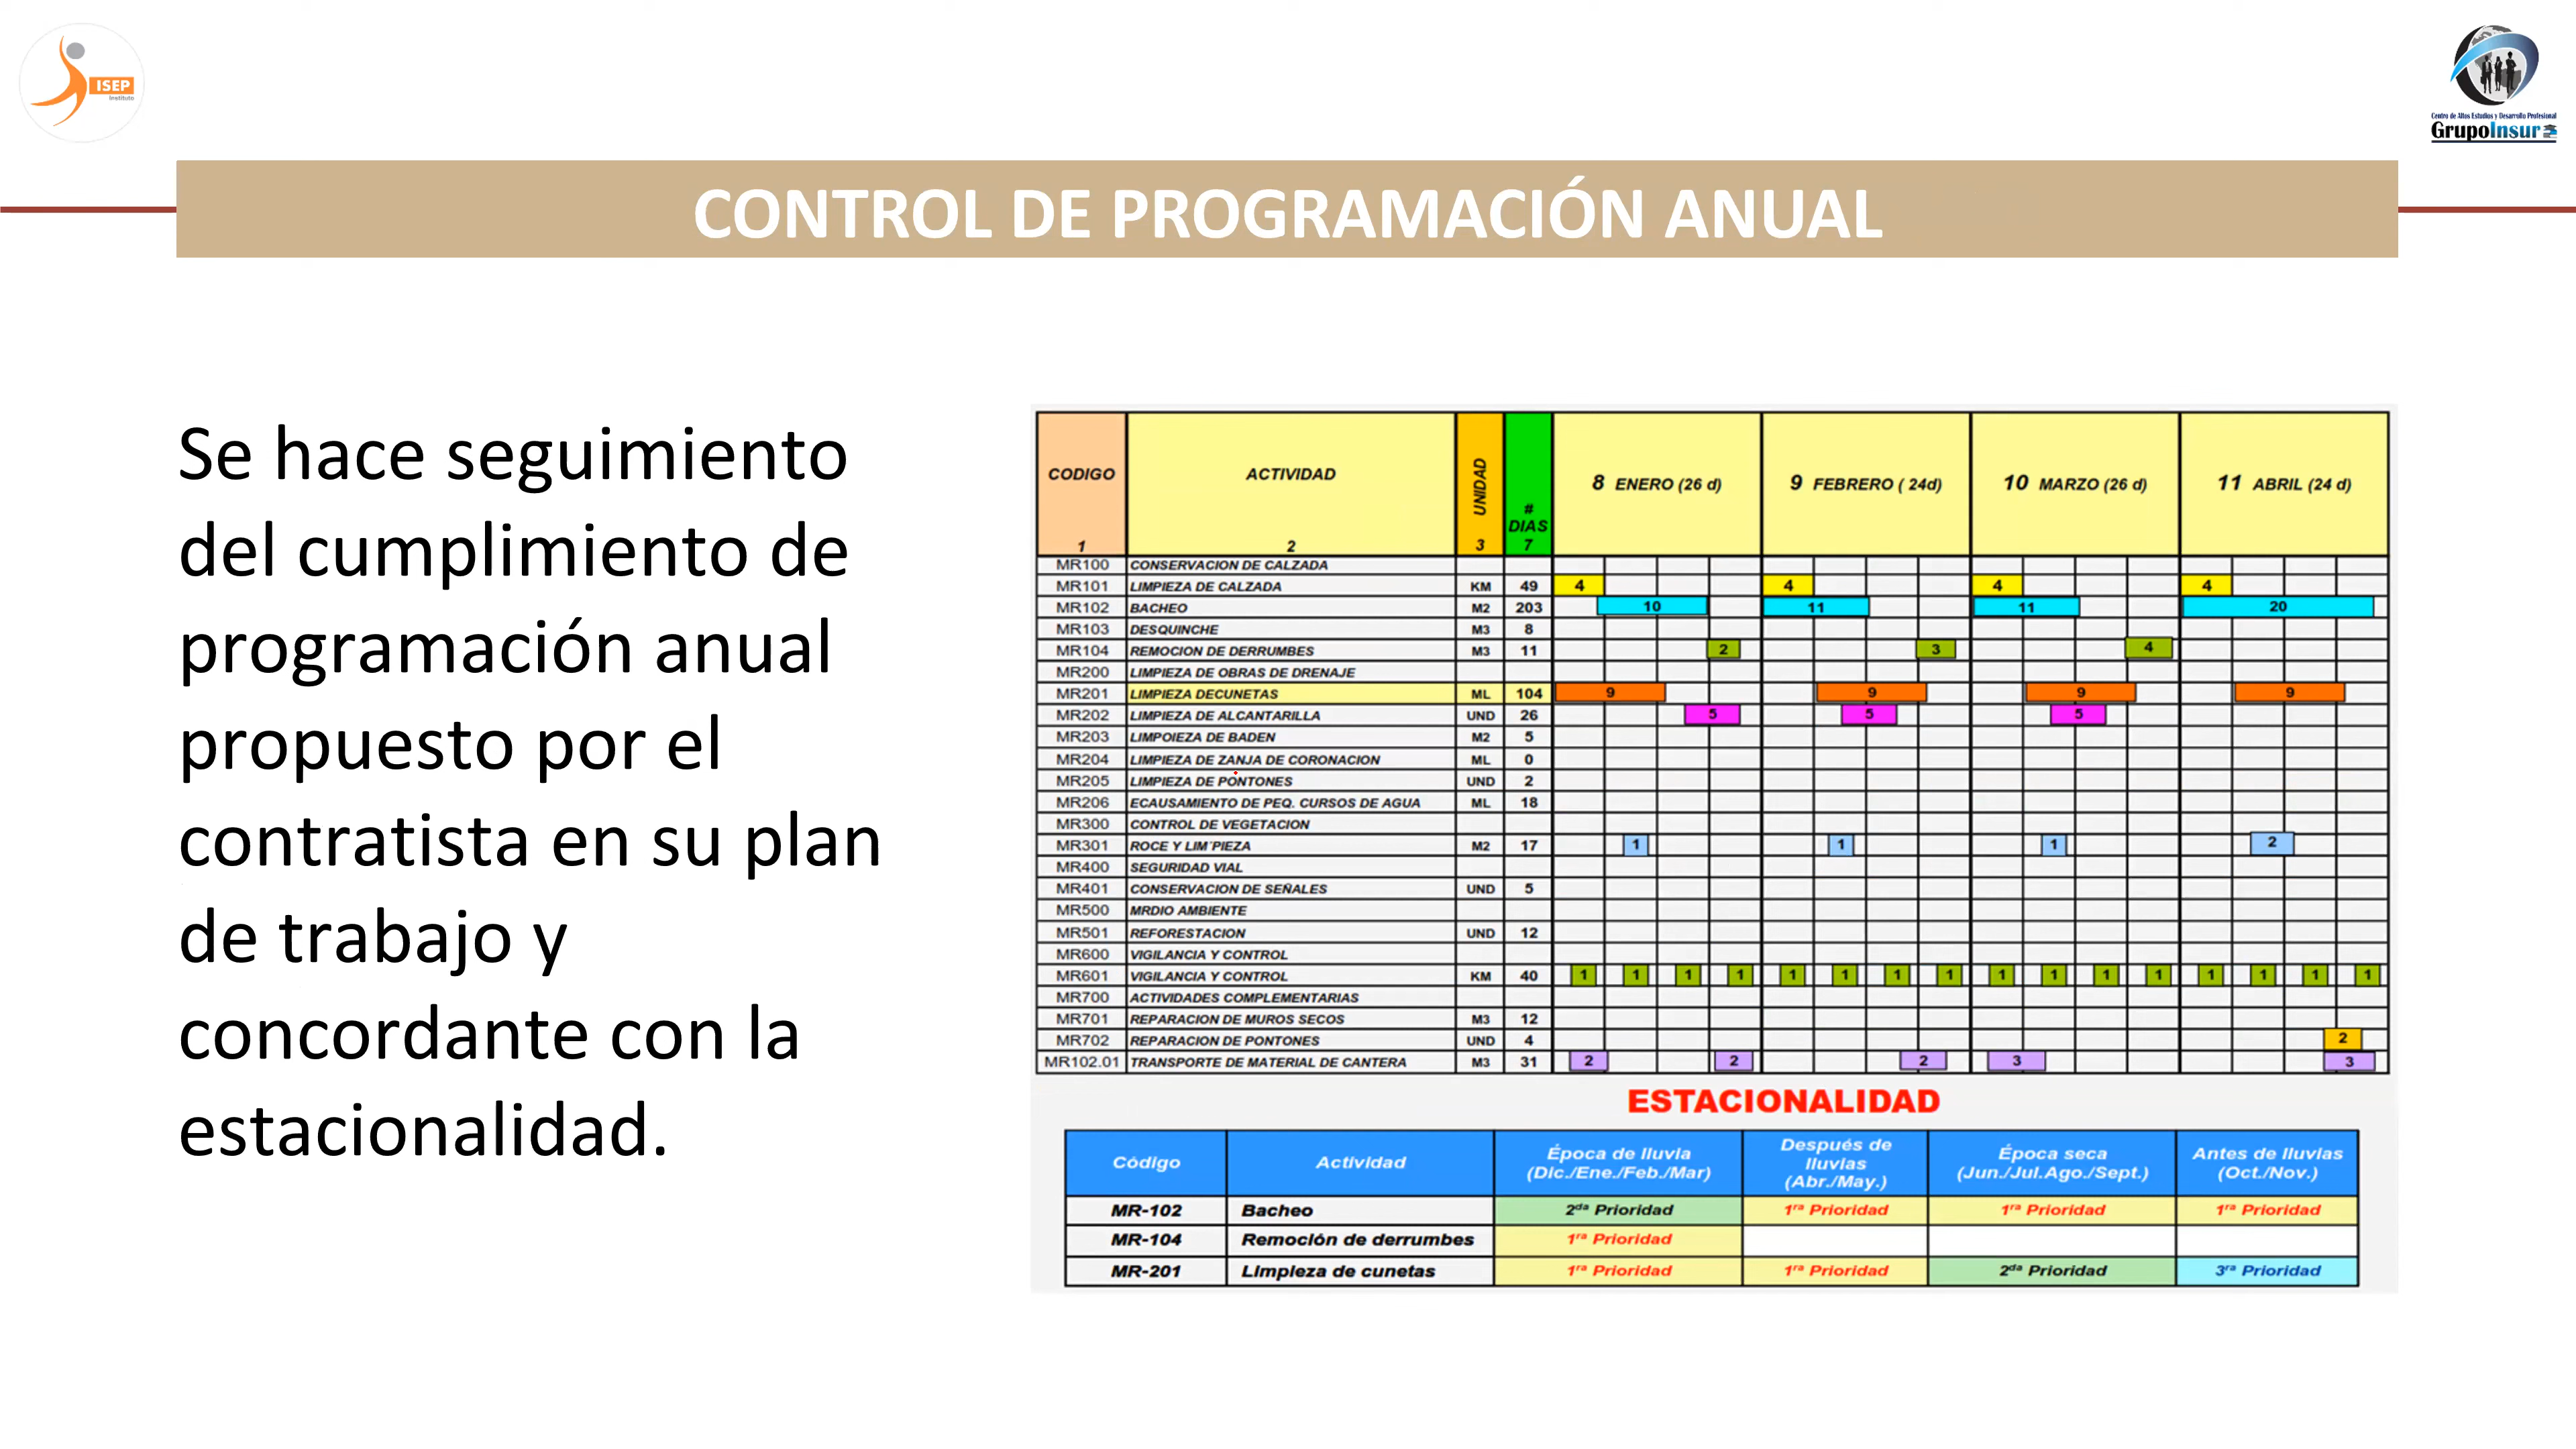 ISEP
Instituto
Centro de Altos Estudios y Desarrollo Profesional
GrupoInsur
CONTROL DE PROGRAMACIÓN ANUAL
Se hace seguimiento
del cumplimiento de
programación anual
propuesto por el
contratista en su plan
de trabajo y
concordante con la
estacionalidad.
CODIGO 1 ACTIVIDAD 2 UNIDAD 3 # DIAS 7 8 ENERO (26 d) 9 FEBRERO ( 24d) 10 MARZO (26 d) 11 ABRIL (24 d)
MR100 CONSERVACION DE CALZADA
MR101 LIMPIEZA DE CALZADA KM 49 4 4 4 4
MR102 BACHEO M2 203 10 11 11 20
MR103 DESQUINCHE M3 8
MR104 REMOCION DE DERRUMBES M3 11 2 3 4
MR200 LIMPIEZA DE OBRAS DE DRENAJE
MR201 LIMPIEZA DECUNETAS ML 104 9 9 9 9
MR202 LIMPIEZA DE ALCANTARILLA UND 26 5 5 5
MR203 LIMPOIEZA DE BADEN M2 5
MR204 LIMPIEZA DE ZANJA DE CORONACION ML 0
MR205 LIMPIEZA DE PONTONES UND 2
MR206 ECAUSAMIENTO DE PEQ. CURSOS DE AGUA ML 18
MR300 CONTROL DE VEGETACION
MR301 ROCE Y LIM¨PIEZA M2 17 1 1 1 2
MR400 SEGURIDAD VIAL
MR401 CONSERVACION DE SEÑALES UND 5
MR500 MRDIO AMBIENTE
MR501 REFORESTACION UND 12
MR600 VIGILANCIA Y CONTROL
MR601 VIGILANCIA Y CONTROL KM 40 1 1 1 1 1 1 1 1 1 1 1 1 1 1 1 1
MR700 ACTIVIDADES COMPLEMENTARIAS
MR701 REPARACION DE MUROS SECOS M3 12
MR702 REPARACION DE PONTONES UND 4 2
MR102.01 TRANSPORTE DE MATERIAL DE CANTERA M3 31 2 2 2 3 3
ESTACIONALIDAD
Código Actividad Época de lluvia (Dic./Ene./Feb./Mar) Después de lluvias (Abr./May.) Época seca (Jun./Jul.Ago./Sept.) Antes de lluvias (Oct./Nov.)
MR-102 Bacheo 2da Prioridad 1ra Prioridad 1ra Prioridad 1ra Prioridad
MR-104 Remoción de derrumbes 1ra Prioridad
MR-201 Limpieza de cunetas 1ra Prioridad 1ra Prioridad 2da Prioridad 3ra Prioridad